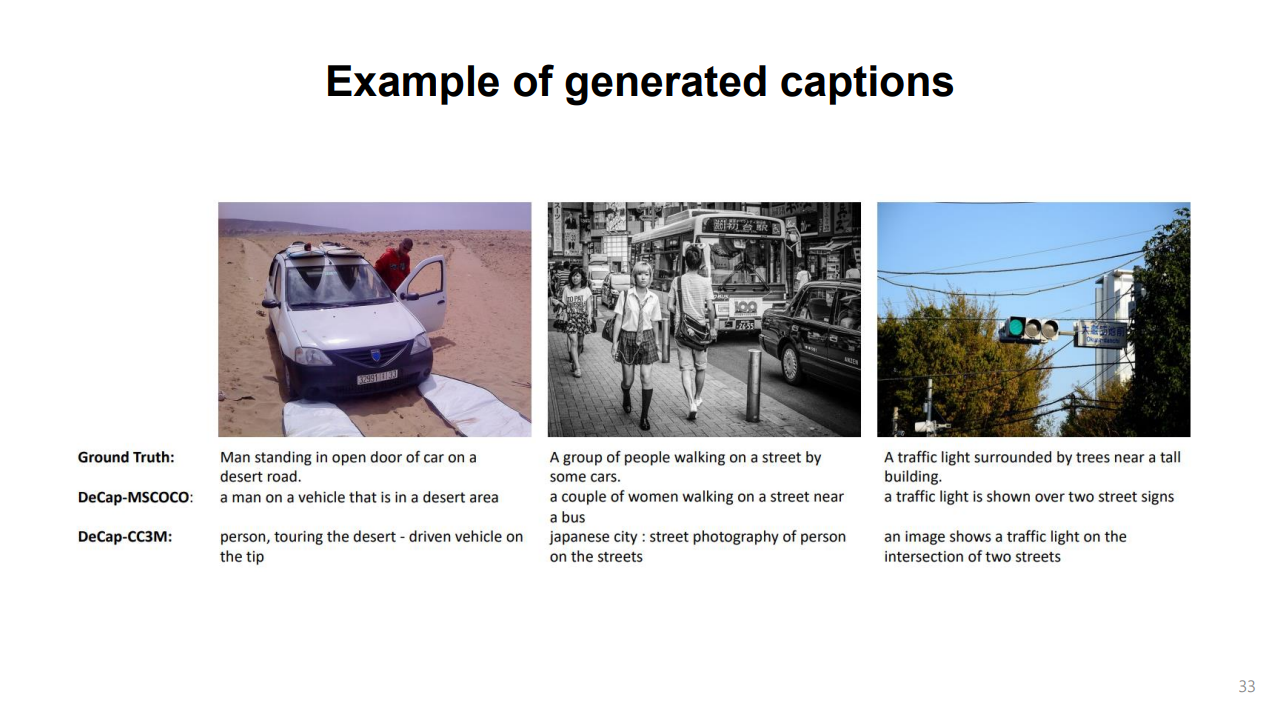 Example of generated captions
Ground Truth:
Man standing in open door of car on a
desert road.
A group of people walking on a street by
some cars.
A traffic light surrounded by trees near a tall
building.
DeCap-MSCOCO:
a man on a vehicle that is in a desert area
a couple of women walking on a street near
a bus
a traffic light is shown over two street signs
DeCap-CC3M:
person, touring the desert - driven vehicle on
the tip
japanese city : street photography of person
on the streets
an image shows a traffic light on the
intersection of two streets
33